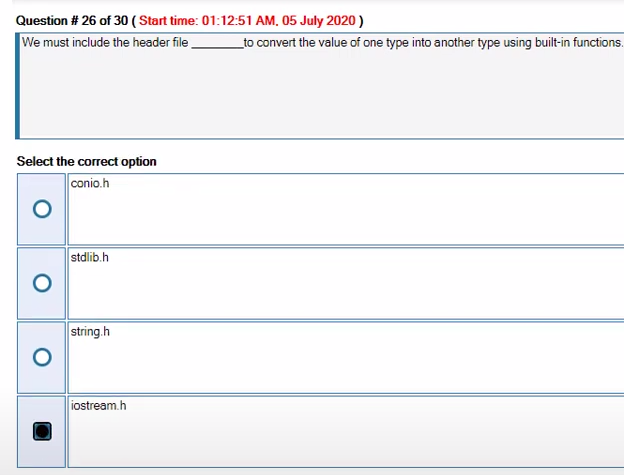 Question # 26 of 30 ( Start time: 01:12:51 AM, 05 July 2020 )
We must include the header file ________to convert the value of one type into another type using built-in functions.
Select the correct option
conio.h
stdlib.h
string.h
iostream.h